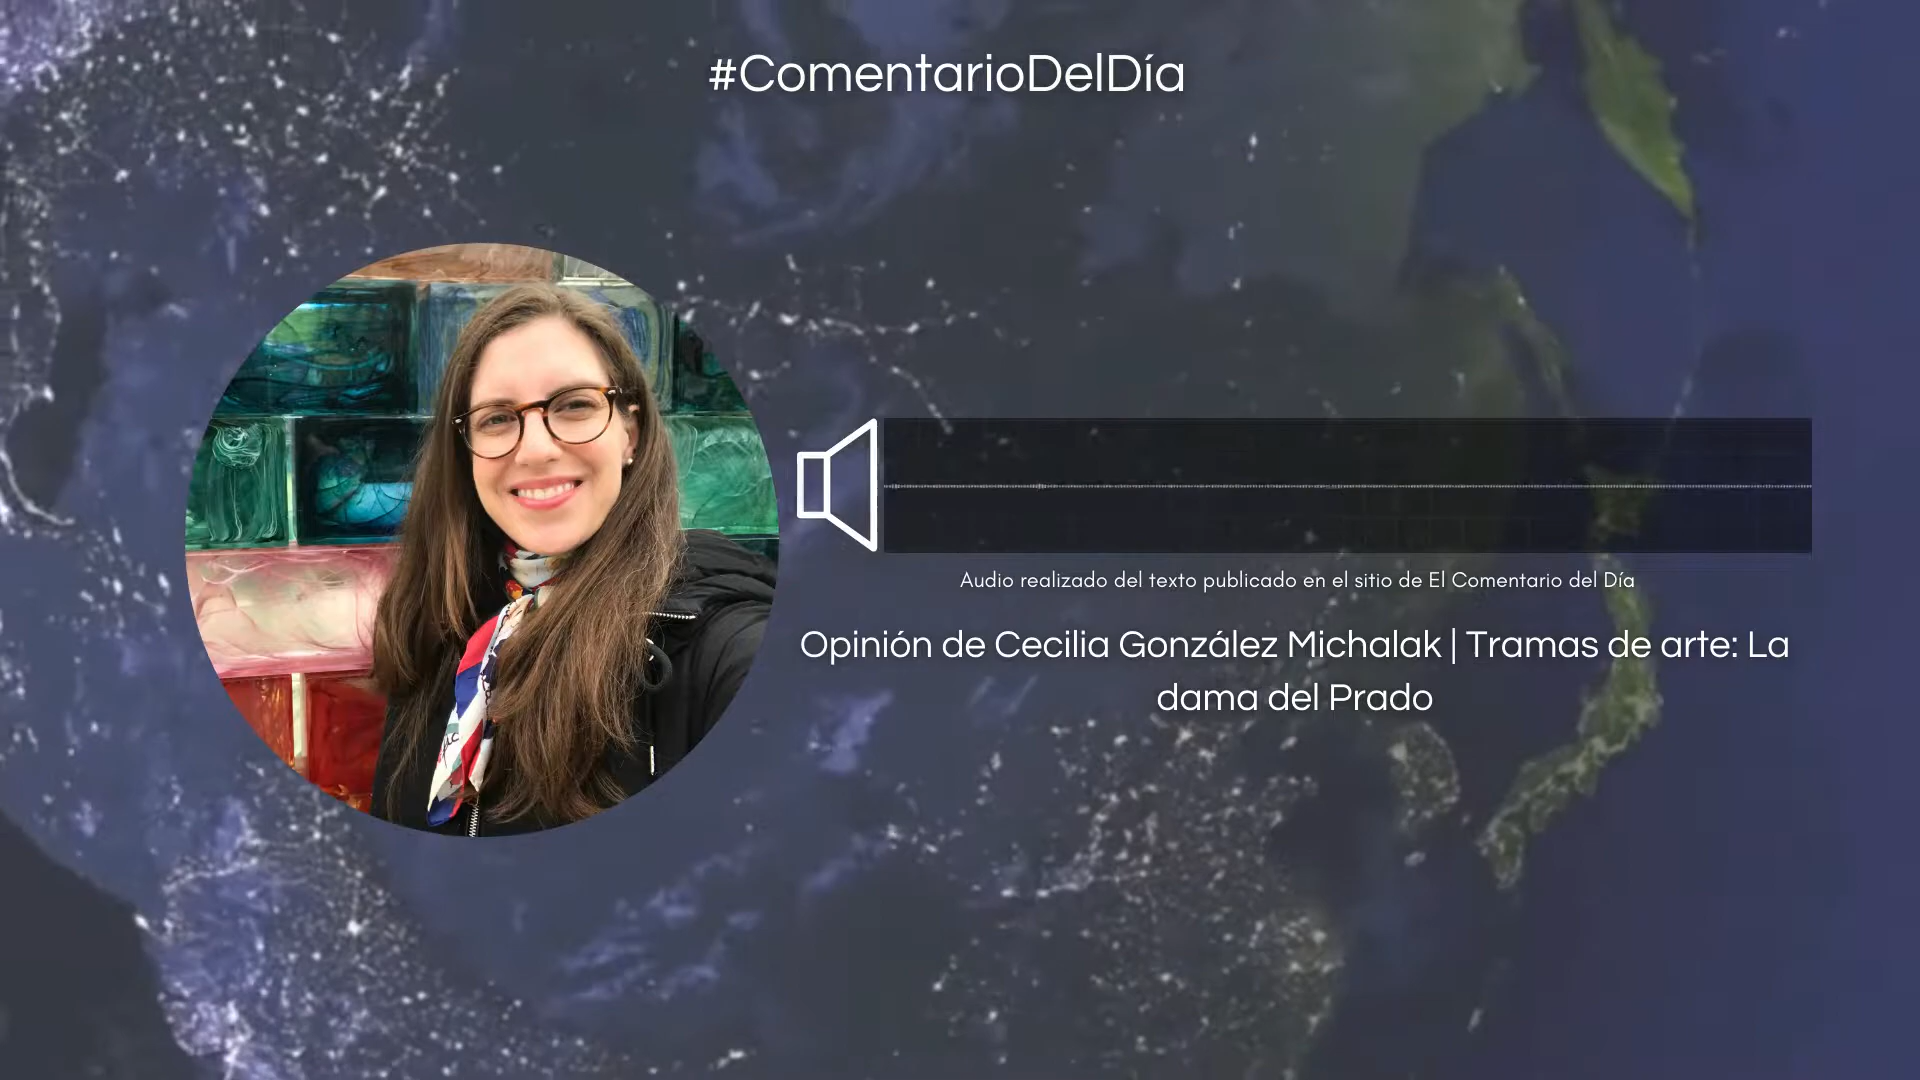 #ComentarioDelDía
Audio realizado del texto publicado en el sitio de El Comentario del Día
Opinión de Cecilia González Michalak | Tramas de arte: La
dama del Prado